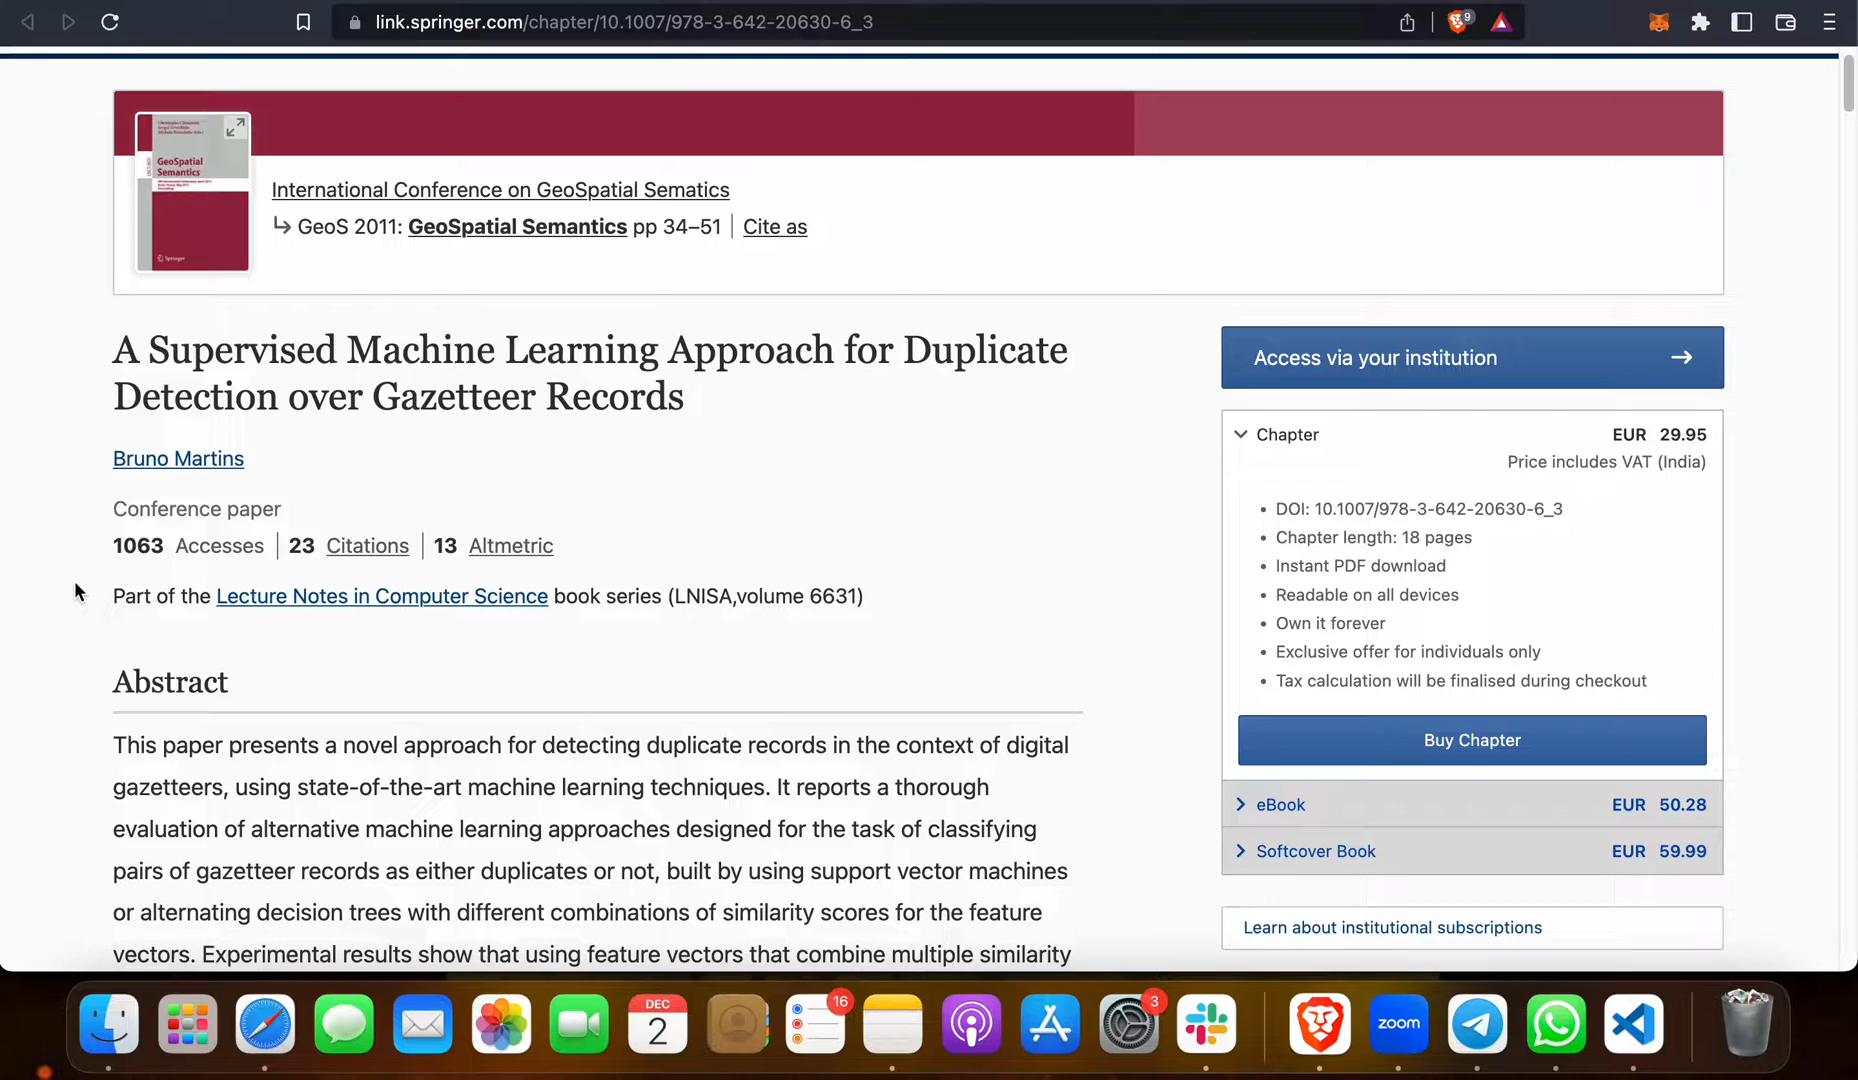 link.springer.com/chapter/10.1007/978-3-642-20630-6_3
9
GeoSpatial
Semantics
Springer
International Conference on GeoSpatial Sematics
GeoS 2011: GeoSpatial Semantics pp 34–51 | Cite as
A Supervised Machine Learning Approach for Duplicate
Detection over Gazetteer Records
Bruno Martins
Conference paper
1063 Accesses | 23 Citations | 13 Altmetric
Part of the Lecture Notes in Computer Science book series (LNISA,volume 6631)
Abstract
This paper presents a novel approach for detecting duplicate records in the context of digital
gazetteers, using state-of-the-art machine learning techniques. It reports a thorough
evaluation of alternative machine learning approaches designed for the task of classifying
pairs of gazetteer records as either duplicates or not, built by using support vector machines
or alternating decision trees with different combinations of similarity scores for the feature
vectors. Experimental results show that using feature vectors that combine multiple similarity
Access via your institution
Chapter EUR 29.95
Price includes VAT (India)
• DOI: 10.1007/978-3-642-20630-6_3
• Chapter length: 18 pages
• Instant PDF download
• Readable on all devices
• Own it forever
• Exclusive offer for individuals only
• Tax calculation will be finalised during checkout
Buy Chapter
eBook EUR 50.28
Softcover Book EUR 59.99
Learn about institutional subscriptions
DEC
2
16
3
zoom